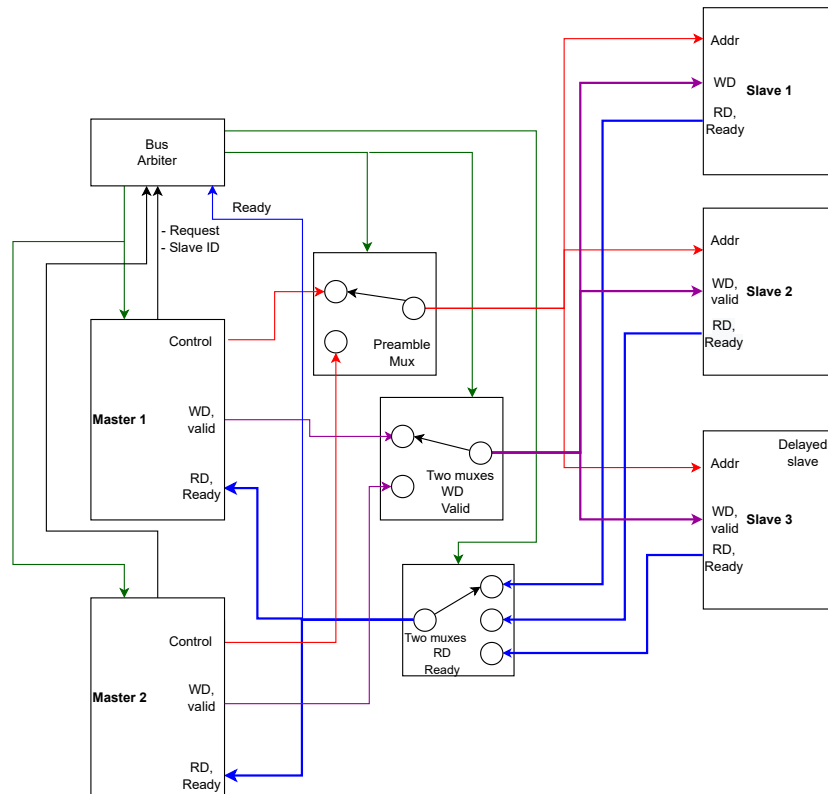 Addr
WD
Slave 1
RD,
Ready
Bus
Arbiter
Ready
- Request
- Slave ID
Addr
WD,
valid
Slave 2
RD,
Ready
Control
Preamble
Mux
Master 1
WD,
valid
RD,
Ready
Two muxes
WD
Valid
Delayed
slave
Addr
WD,
valid
Slave 3
RD,
Ready
Two muxes
RD
Ready
Control
Master 2
WD,
valid
RD,
Ready